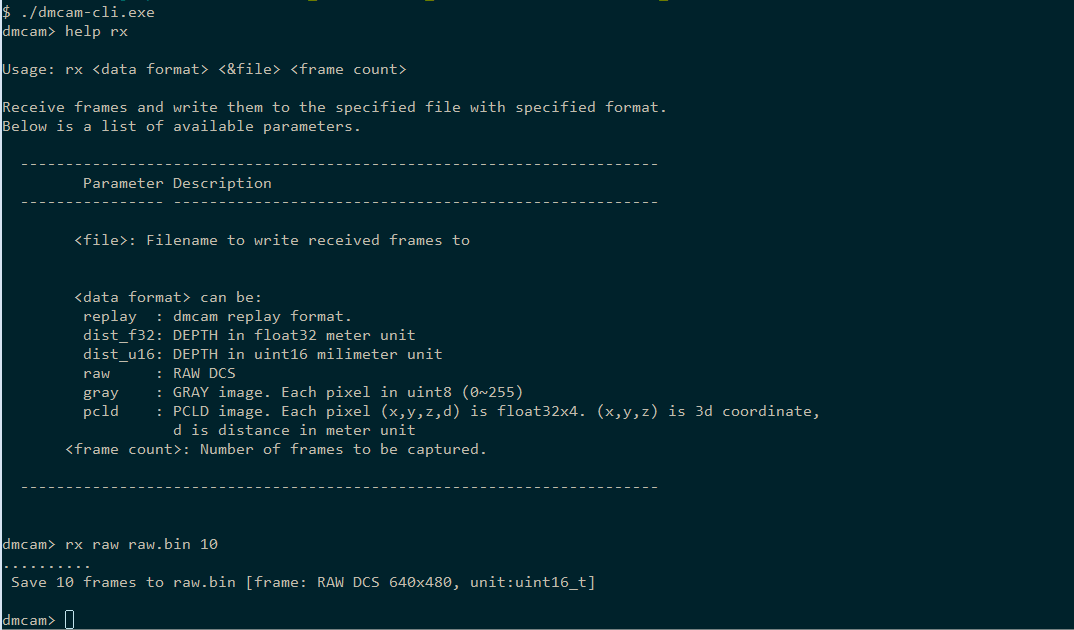 $ ./dmcam-cli.exe
dmcam> help rx
Usage: rx <data format> <&file> <frame count>
Receive frames and write them to the specified file with specified format.
Below is a list of available parameters.
-----------------------------------------------------------------------
Parameter Description
---------------- ------------------------------------------------------
<file>: Filename to write received frames to
<data format> can be:
replay  : dmcam replay format.
dist_f32: DEPTH in float32 meter unit
dist_u16: DEPTH in uint16 milimeter unit
raw     : RAW DCS
gray    : GRAY image. Each pixel in uint8 (0~255)
pcld    : PCLD image. Each pixel (x,y,z,d) is float32x4. (x,y,z) is 3d coordinate,
d is distance in meter unit
<frame count>: Number of frames to be captured.
-----------------------------------------------------------------------
dmcam> rx raw raw.bin 10
..........
Save 10 frames to raw.bin [frame: RAW DCS 640x480, unit:uint16_t]
dmcam>